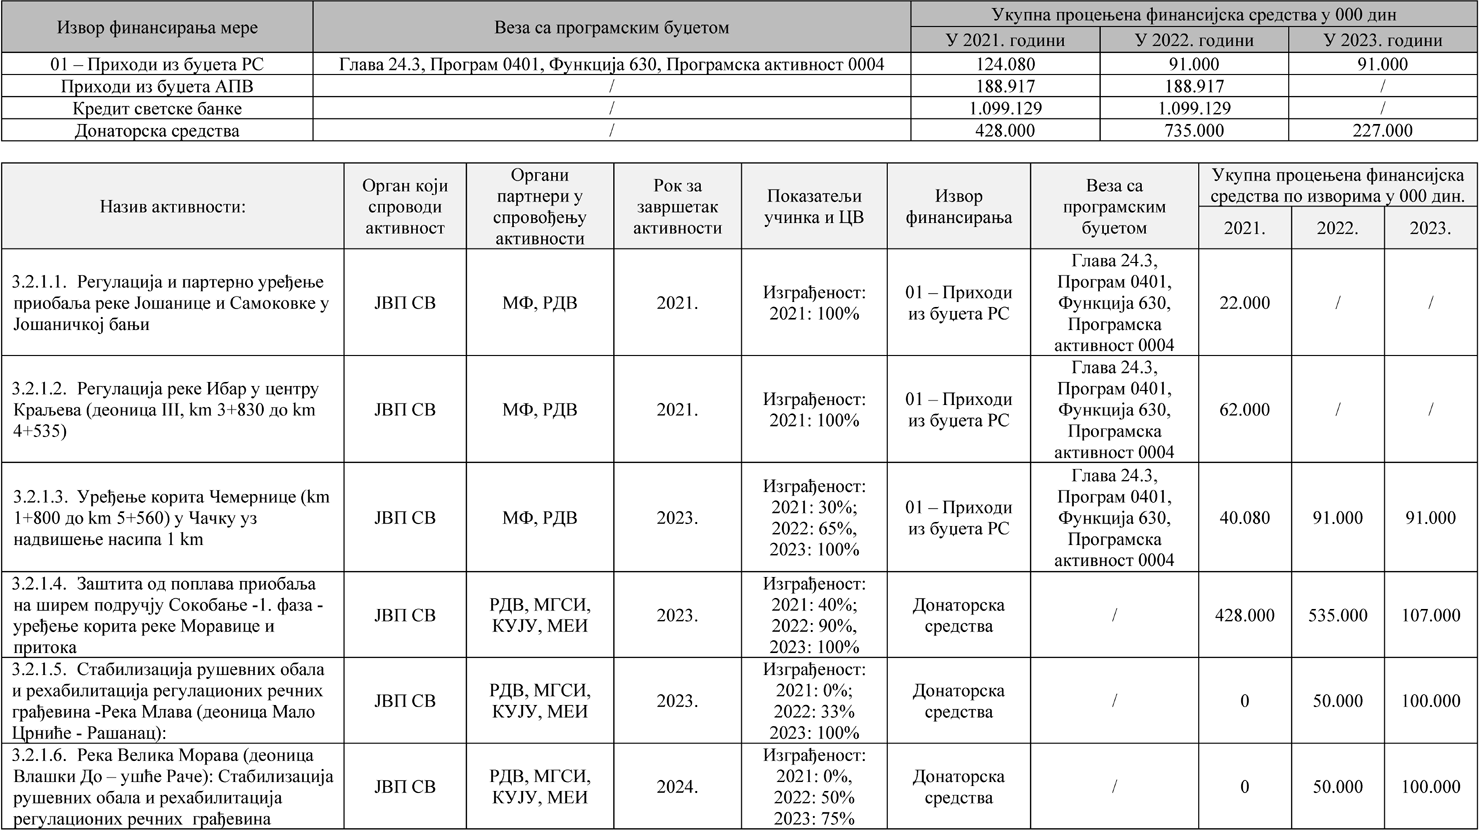 Извор финансирања мере
Веза са програмским буџетом
Укупна процењена финансијска средства у 000 дин
У 2021. години
У 2022. години
У 2023. години
01 – Приходи из буџета РС
Глава 24.3, Програм 0401, Функција 630, Програмска активност 0004
124.080
91.000
91.000
Приходи из буџета АПВ
/
188.917
188.917
/
Кредит светске банке
/
1.099.129
1.099.129
/
Донаторска средства
/
428.000
735.000
227.000
Назив активности:
Орган који
спроводи
активност
Органи
партнери у
спровођењу
активности
Рок за
завршетак
активности
Показатељи
учинка и ЦВ
Извор
финансирања
Веза са
програмским
буџетом
Укупна процењена финансијска
средства по изворима у 000 дин.
2021.
2022.
2023.
3.2.1.1. Регулација и партерно уређење
приобаља реке Јошанице и Самоковке у
Јошаничкој бањи
ЈВП СВ
МФ, РДВ
2021.
Изграђеност:
2021: 100%
01 – Приходи
из буџета РС
Глава 24.3,
Програм 0401,
Функција 630,
Програмска
активност 0004
22.000
/
/
3.2.1.2. Регулација реке Ибар у центру
Краљева (деоница III, km 3+830 до km
4+535)
ЈВП СВ
МФ, РДВ
2021.
Изграђеност:
2021: 100%
01 – Приходи
из буџета РС
Глава 24.3,
Програм 0401,
Функција 630,
Програмска
активност 0004
62.000
/
/
3.2.1.3. Уређење корита Чемернице (km
1+800 до km 5+560) у Чачку уз
надвишење насипа 1 km
ЈВП СВ
МФ, РДВ
2023.
Изграђеност:
2021: 30%;
2022: 65%,
2023: 100%
01 – Приходи
из буџета РС
Глава 24.3,
Програм 0401,
Функција 630,
Програмска
активност 0004
40.080
91.000
91.000
3.2.1.4. Заштита од поплава приобаља
на ширем подручју Сокобање -1. фаза -
уређење корита реке Моравице и
притока
ЈВП СВ
РДВ, МГСИ,
КУЈУ, МЕИ
2023.
Изграђеност:
2021: 40%;
2022: 90%,
2023: 100%
Донаторска
средства
/
428.000
535.000
107.000
3.2.1.5. Стабилизација рушевних обала
и рехабилитација регулационих речних
грађевина -Река Млава (деоница Мало
Црниће - Рашанац):
ЈВП СВ
РДВ, МГСИ,
КУЈУ, МЕИ
2023.
Изграђеност:
2021: 0%;
2022: 33%
2023: 100%
Донаторска
средства
/
0
50.000
100.000
3.2.1.6. Река Велика Морава (деоница
Влашки До – ушће Раче): Стабилизација
рушевних обала и рехабилитација
регулационих речних грађевина
ЈВП СВ
РДВ, МГСИ,
КУЈУ, МЕИ
2024.
Изграђеност:
2021: 0%,
2022: 50%
2023: 75%
Донаторска
средства
/
0
50.000
100.000